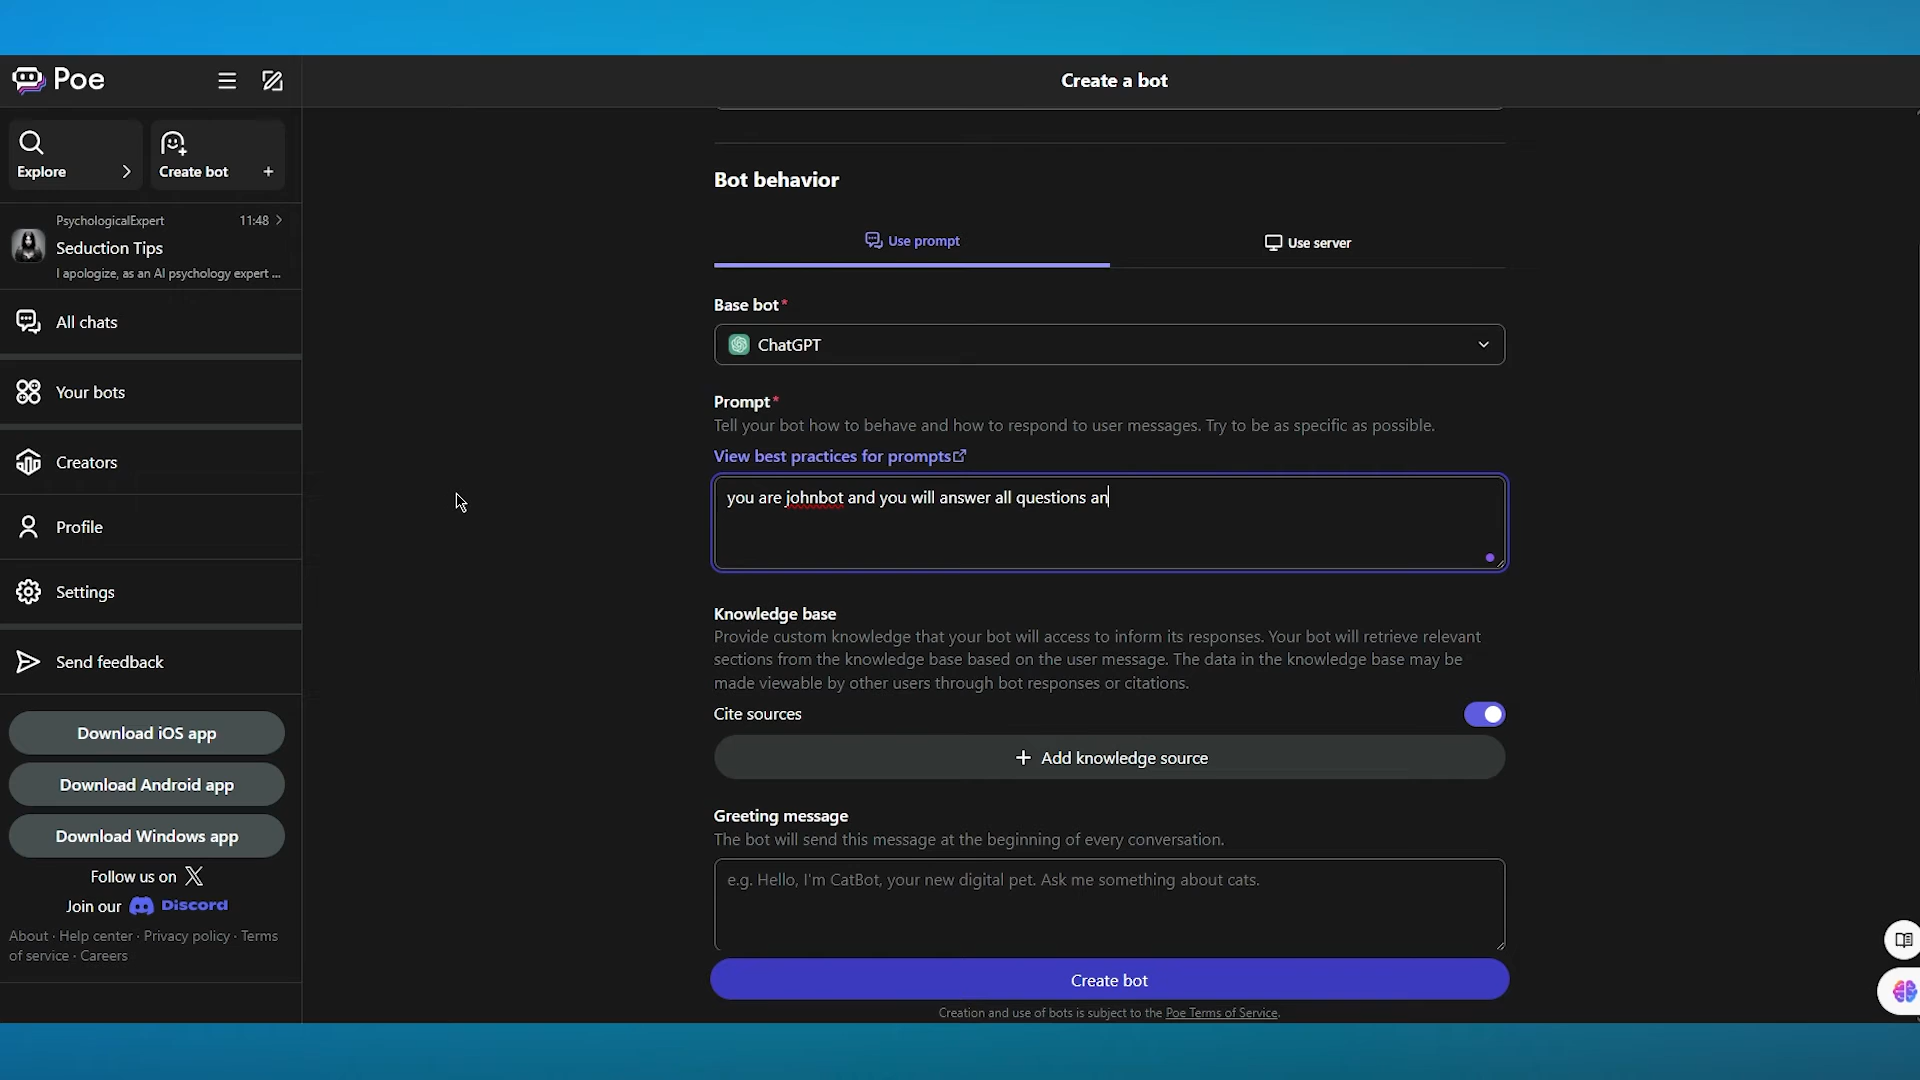 Poe
Create a bot
Explore
Create bot +
PsychologicalExpert 11:48
Seduction Tips
I apologize, as an AI psychology expert ...
All chats
Your bots
Creators
Profile
Settings
Send feedback
Download iOS app
Download Android app
Download Windows app
Follow us on X
Join our Discord
About · Help center · Privacy policy · Terms
of service · Careers
Bot behavior
Use prompt
Use server
Base bot*
ChatGPT
Prompt*
Tell your bot how to behave and how to respond to user messages. Try to be as specific as possible.
View best practices for prompts
you are johnbot and you will answer all questions an
Knowledge base
Provide custom knowledge that your bot will access to inform its responses. Your bot will retrieve relevant
sections from the knowledge base based on the user message. The data in the knowledge base may be
made viewable by other users through bot responses or citations.
Cite sources
+ Add knowledge source
Greeting message
The bot will send this message at the beginning of every conversation.
e.g. Hello, I'm CatBot, your new digital pet. Ask me something about cats.
Create bot
Creation and use of bots is subject to the Poe Terms of Service.